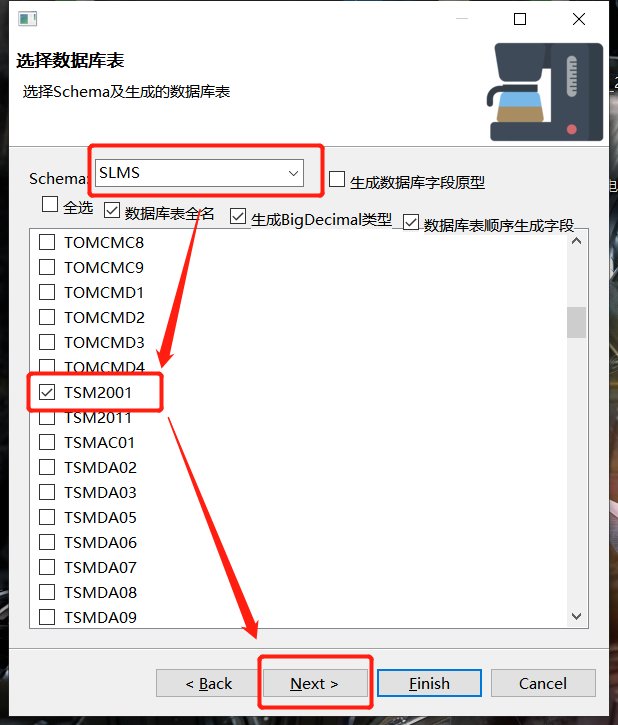 选择数据库表
选择Schema及生成的数据库表
Schema:
SLMS
生成数据库字段原型
全选
数据库表全名
生成BigDecimal类型
数据库表顺序生成字段
TOMCMC8
TOMCMC9
TOMCMD1
TOMCMD2
TOMCMD3
TOMCMD4
TSM2001
TSM2011
TSMAC01
TSMDA02
TSMDA03
TSMDA05
TSMDA06
TSMDA07
TSMDA08
TSMDA09
< Back
Next >
Finish
Cancel